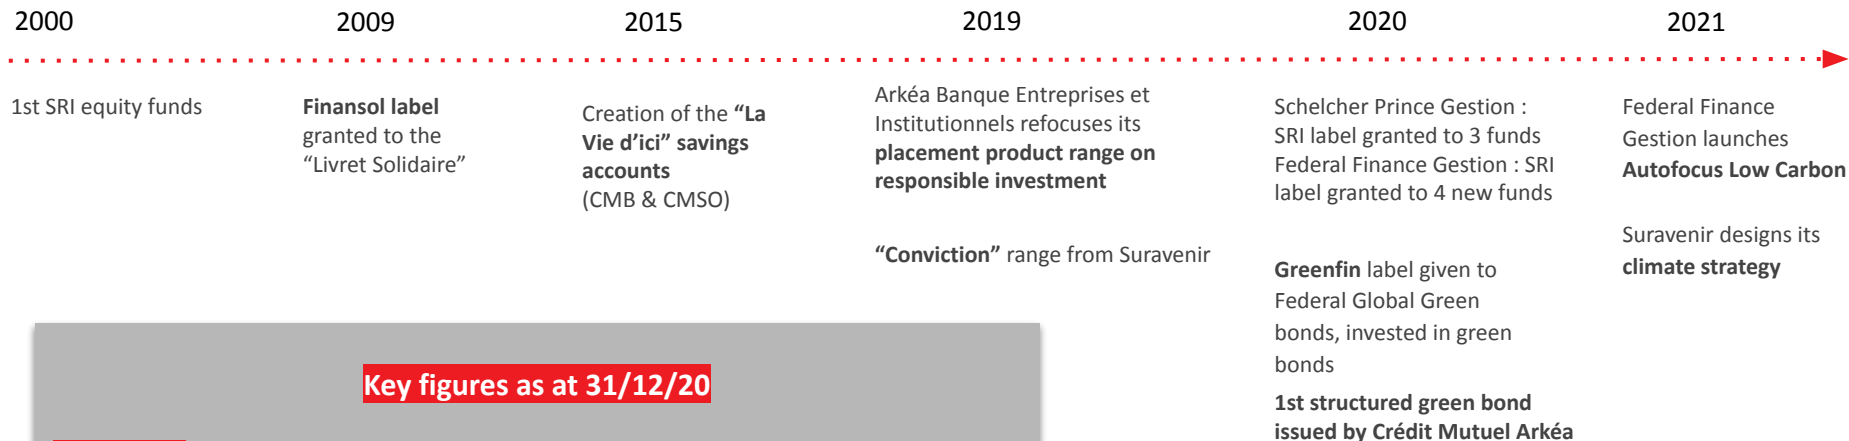 2000
2009
2015
2019
2020
2021
1st SRI equity funds
Finansol label
granted to the
“Livret Solidaire”
Creation of the “La
Vie d’ici” savings
accounts
(CMB & CMSO)
Arkéa Banque Entreprises et
Institutionnels refocuses its
placement product range on
responsible investment
“Conviction” range from Suravenir
Schelcher Prince Gestion :
SRI label granted to 3 funds
Federal Finance Gestion : SRI
label granted to 4 new funds
Greenfin label given to
Federal Global Green
bonds, invested in green
bonds
1st structured green bond
issued by Crédit Mutuel Arkéa
Federal Finance
Gestion launches
Autofocus Low Carbon
Suravenir designs its
climate strategy
Key figures as at 31/12/20